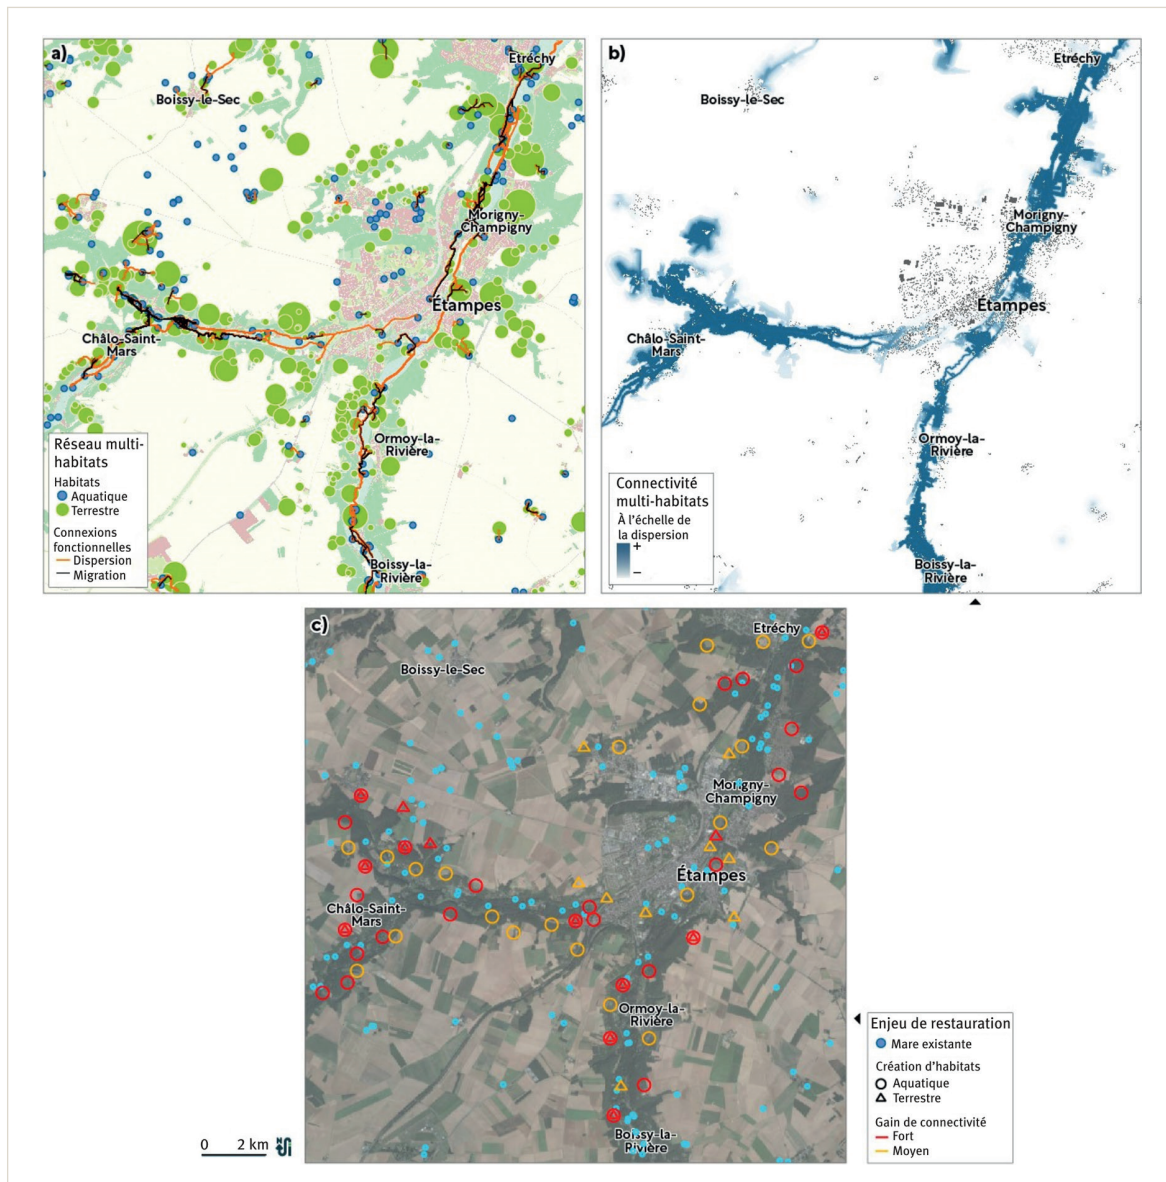 a)
Etréchy
Boissy-le-Sec
Morigny-
Champigny
Étampes
Châlo-Saint-
Mars
Ormoy-la-
Rivière
Boissy-la-
Rivière
Réseau multi-
habitats
Habitats
Aquatique
Terrestre
Connexions
fonctionnelles
Dispersion
Migration
b)
Etréchy
Boissy-le-Sec
Morigny-
Champigny
Étampes
Châlo-Saint-
Mars
Ormoy-la-
Rivière
Boissy-la-
Rivière
Connectivité
multi-habitats
À l'échelle de
la dispersion
+
–
c)
Etréchy
Boissy-le-Sec
Morigny-
Champigny
Étampes
Châlo-Saint-
Mars
Ormoy-la-
Rivière
Boissy-la-
Rivière
Enjeu de restauration
Mare existante
Création d'habitats
Aquatique
Terrestre
Gain de connectivité
Fort
Moyen
0 2 km